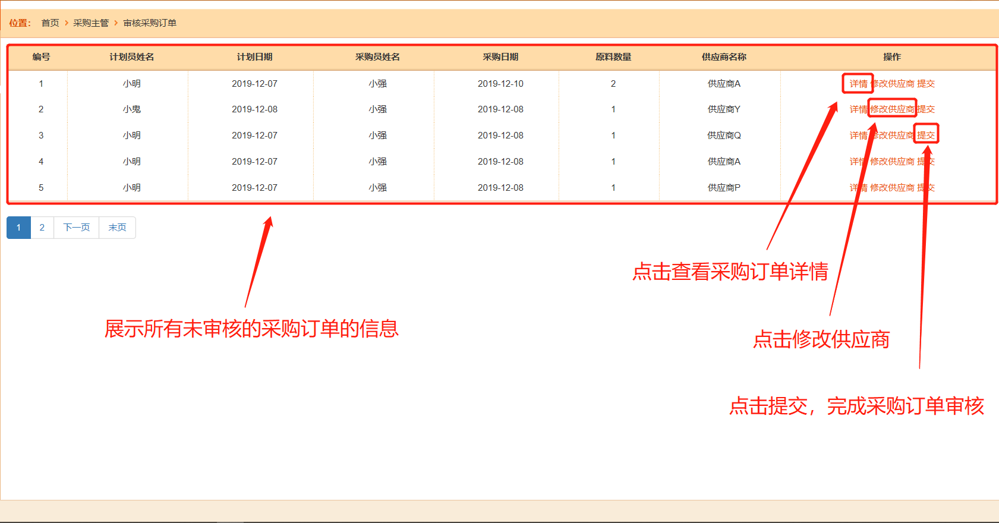 位置： 首页 > 采购主管 > 审核采购订单
编号 计划员姓名 计划日期 采购员姓名 采购日期 原料数量 供应商名称 操作
1 小明 2019-12-07 小强 2019-12-10 2 供应商A 详情 修改供应商 提交
2 小鬼 2019-12-08 小强 2019-12-08 1 供应商Y 详情 修改供应商 提交
3 小明 2019-12-07 小强 2019-12-08 1 供应商Q 详情 修改供应商 提交
4 小明 2019-12-07 小强 2019-12-08 1 供应商A 详情 修改供应商 提交
5 小明 2019-12-07 小强 2019-12-08 1 供应商P 详情 修改供应商 提交
1 2 下一页 末页
点击查看采购订单详情
展示所有未审核的采购订单的信息
点击修改供应商
点击提交，完成采购订单审核